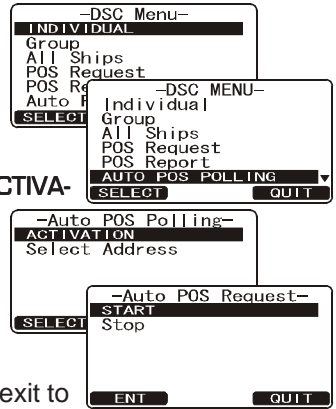 –DSC Menu–
INDIVIDUAL
Group
All Ships
POS Request
POS Re
Auto
SELECT
–DSC MENU–
Individual
Group
All Ships
POS Request
POS Report
AUTO POS POLLING
SELECT QUIT
CTIVA-
–Auto POS Polling–
ACTIVATION
Select Address
SELECT
–Auto POS Request–
START
Stop
ENT QUIT
exit to